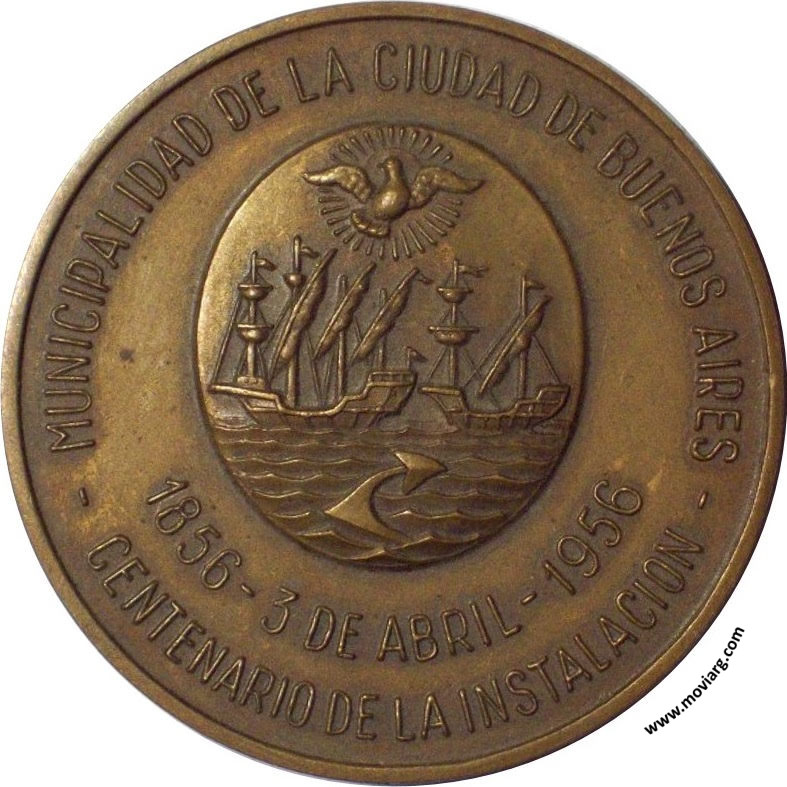 MUNICIPALIDAD DE LA CIUDAD DE BUENOS AIRES
- CENTENARIO DE LA INSTALACION -
1856 - 3 DE ABRIL - 1956
www.moviarg.com